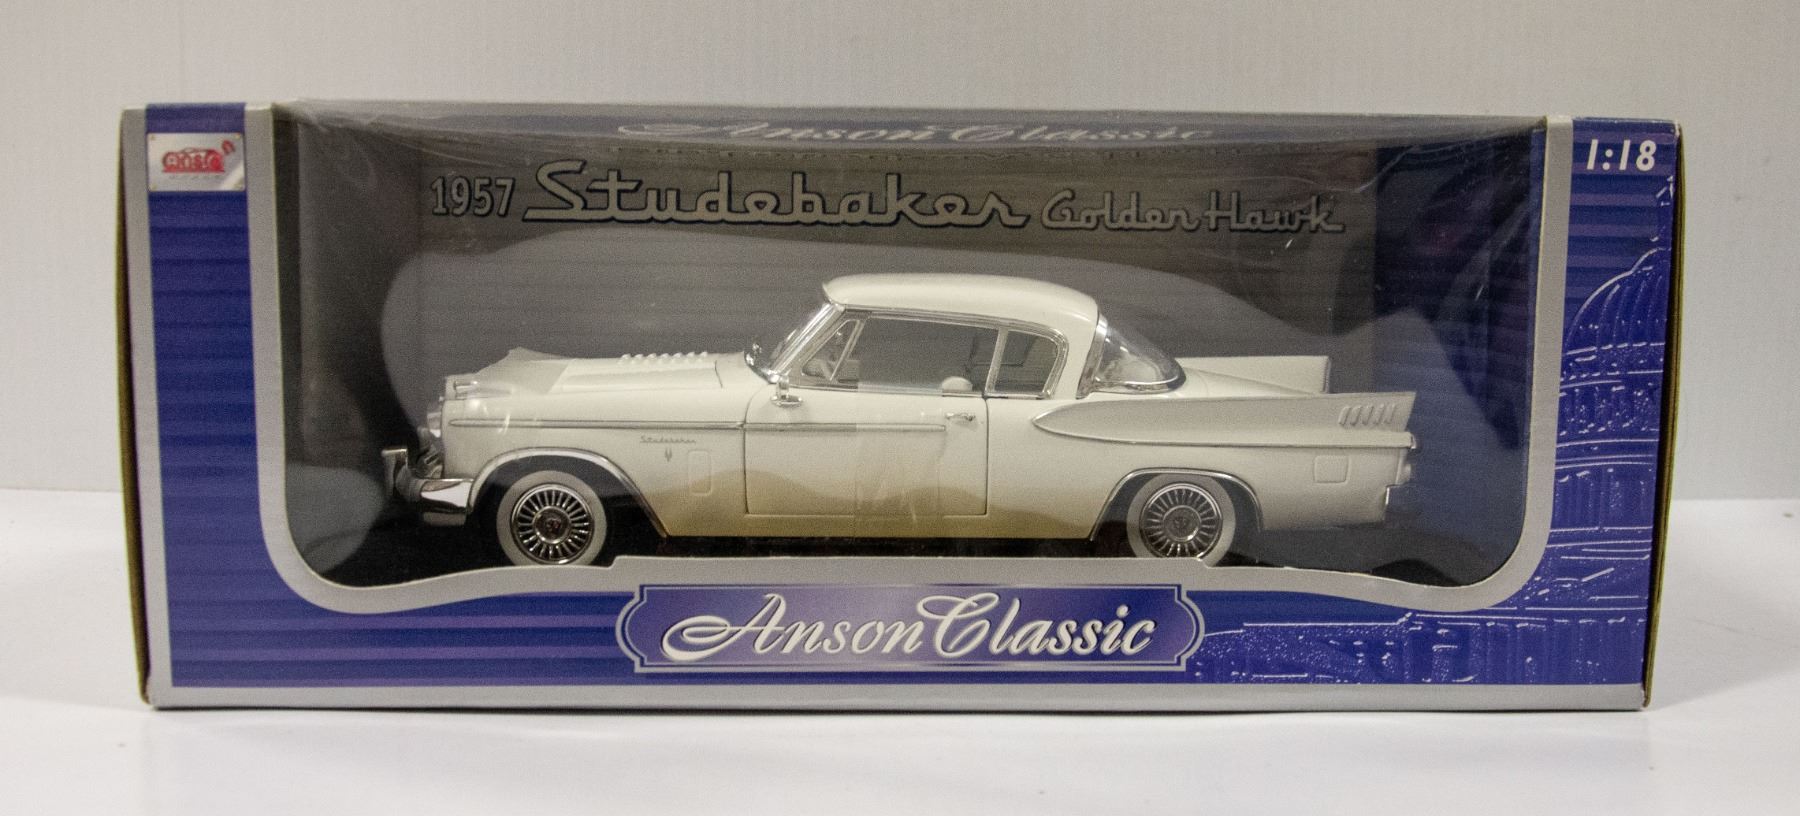 Anson Classic
1:18
1957 Studebaker Golden Hawk
Studebaker
Anson Classic